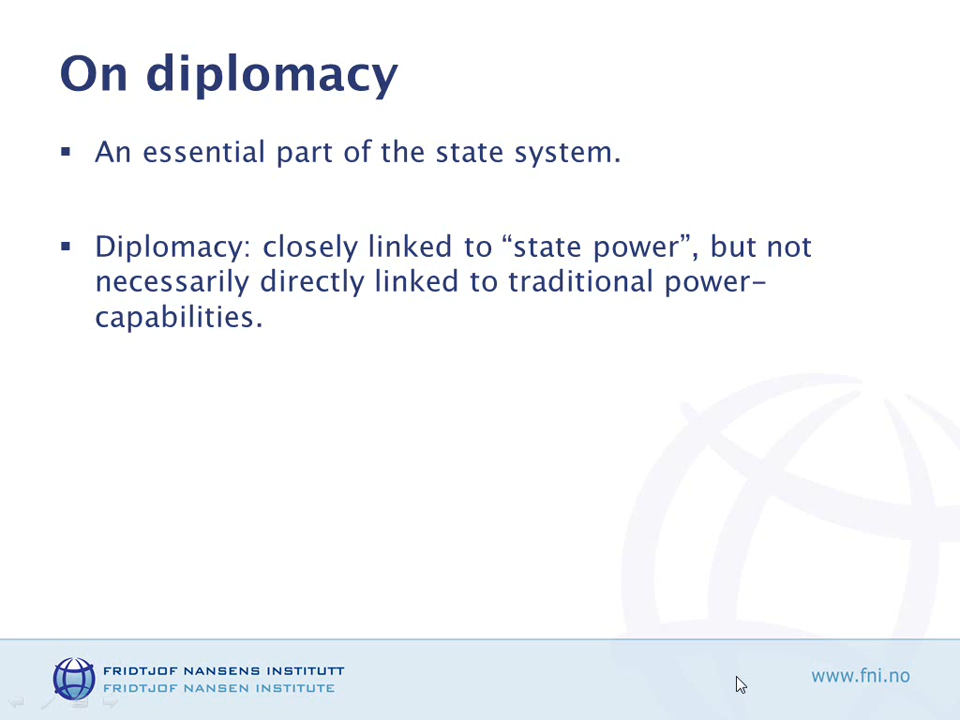 On diplomacy
▪ An essential part of the state system.
▪ Diplomacy: closely linked to “state power”, but not
necessarily directly linked to traditional power-
capabilities.
FRIDTJOF NANSENS INSTITUTT
FRIDTJOF NANSEN INSTITUTE
www.fni.no